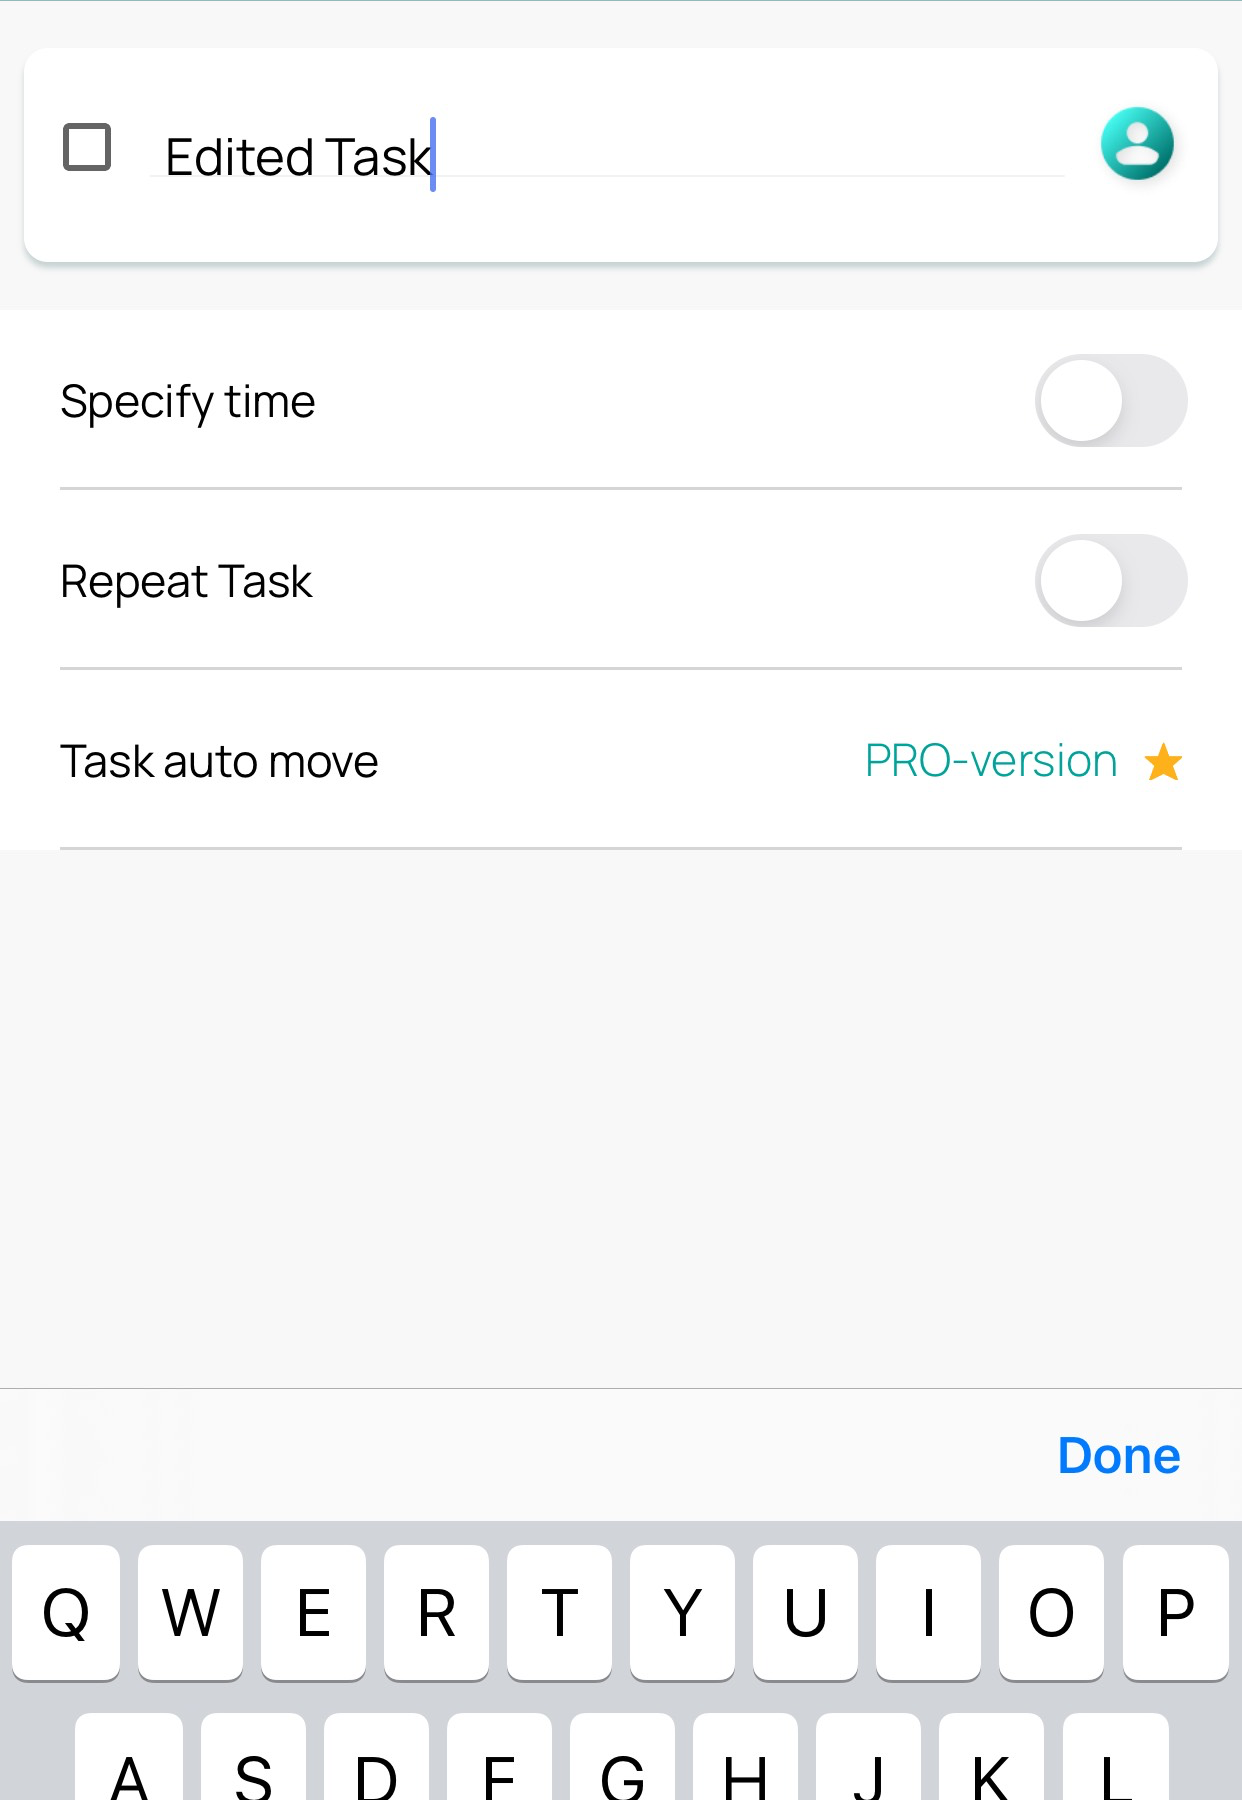 Edited Task
Specify time
Repeat Task
Task auto move PRO-version
Done
Q W E R T Y U I O P
A S D F G H J K L